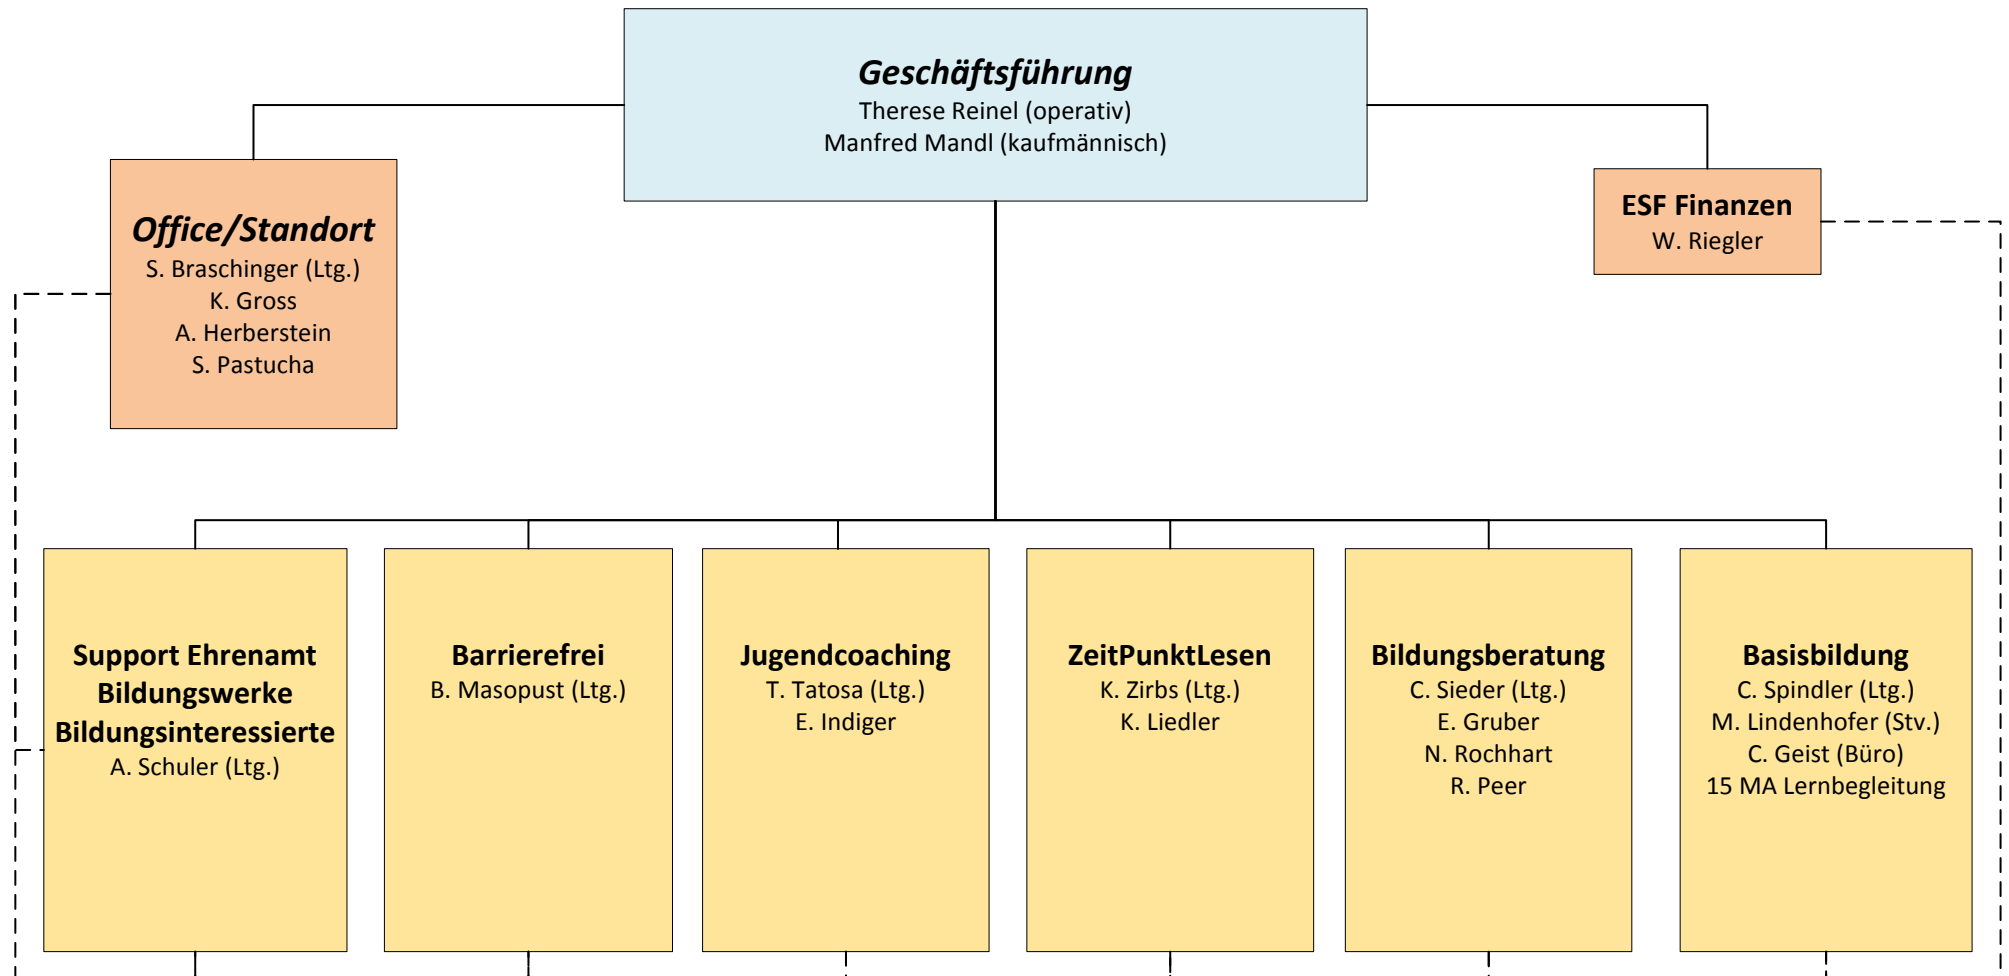 Geschäftsführung
Therese Reinel (operativ)
Manfred Mandl (kaufmännisch)
Office/Standort
S. Braschinger (Ltg.)
K. Gross
A. Herberstein
S. Pastucha
ESF Finanzen
W. Riegler
Support Ehrenamt
Bildungswerke
Bildungsinteressierte
A. Schuler (Ltg.)
Barrierefrei
B. Masopust (Ltg.)
Jugendcoaching
T. Tatosa (Ltg.)
E. Indiger
ZeitPunktLesen
K. Zirbs (Ltg.)
K. Liedler
Bildungsberatung
C. Sieder (Ltg.)
E. Gruber
N. Rochhart
R. Peer
Basisbildung
C. Spindler (Ltg.)
M. Lindenhofer (Stv.)
C. Geist (Büro)
15 MA Lernbegleitung